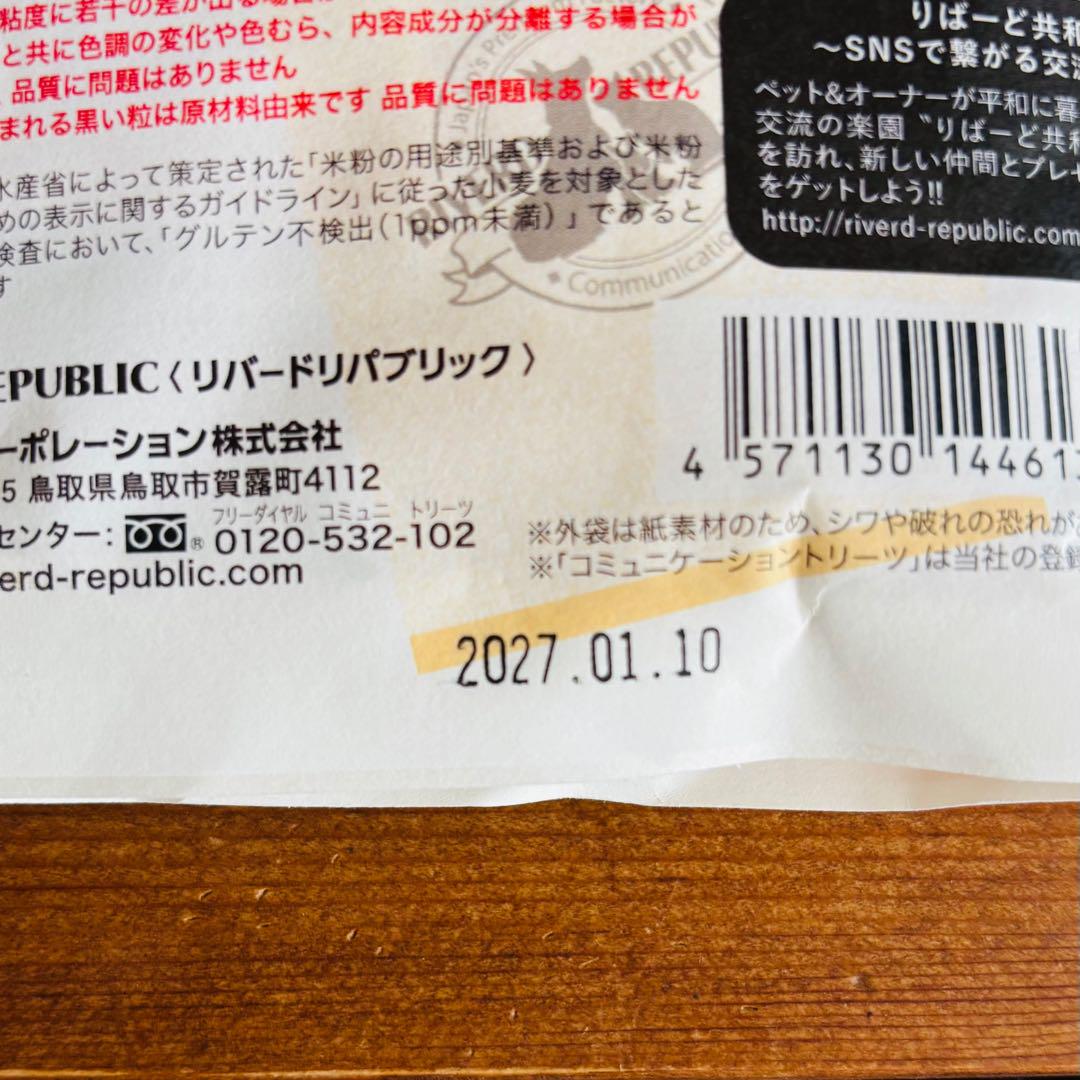 粘度に若干の差が出る場合が
と共に色調の変化や色むら、内容成分が分離する場合が
品質に問題はありません
まれる黒い粒は原材料由来です 品質に問題はありません
水産省によって策定された「米粉の用途別基準および米粉
めの表示に関するガイドライン」に従った小麦を対象とした
検査において、「グルテン不検出(1ppm未満)」であると
す
りばーど共和
〜SNSで繋がる交流
ペット&オーナーが平和に暮
交流の楽園〝りばーど共和
を訪れ、新しい仲間とプレゼ
をゲットしよう!!
http://riverd-republic.com
Communication
EPUBLIC〈リバードリパブリック〉
ーポレーション株式会社
5 鳥取県鳥取市賀露町4112
フリーダイヤル コミュニ トリーツ
センター: ® 0120-532-102
verd-republic.com
4 571130 144613
※外袋は紙素材のため、シワや破れの恐れが
※「コミュニケーショントリーツ」は当社の登録
2027.01.10